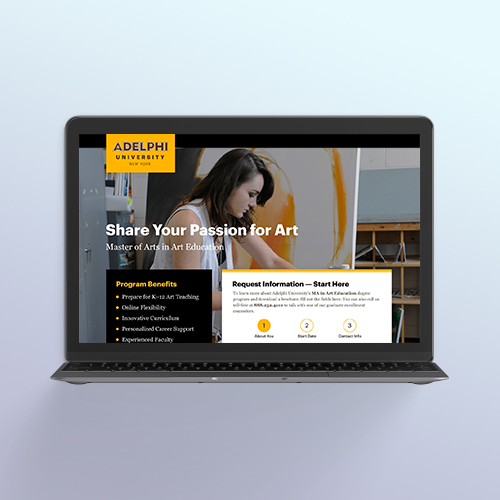 ADELPHI
UNIVERSITY
NEW YORK
Share Your Passion for Art
Master of Arts in Art Education
Program Benefits
Prepare for K–12 Art Teaching
Online Flexibility
Innovative Curriculum
Personalized Career Support
Experienced Faculty
Request Information — Start Here
To learn more about Adelphi University's MA in Art Education degree
program and download a brochure, fill out the fields here. You can also call us
toll-free at
to talk with one of our graduate enrollment
counselors.
1
2
3
About You
Start Date
Contact Info